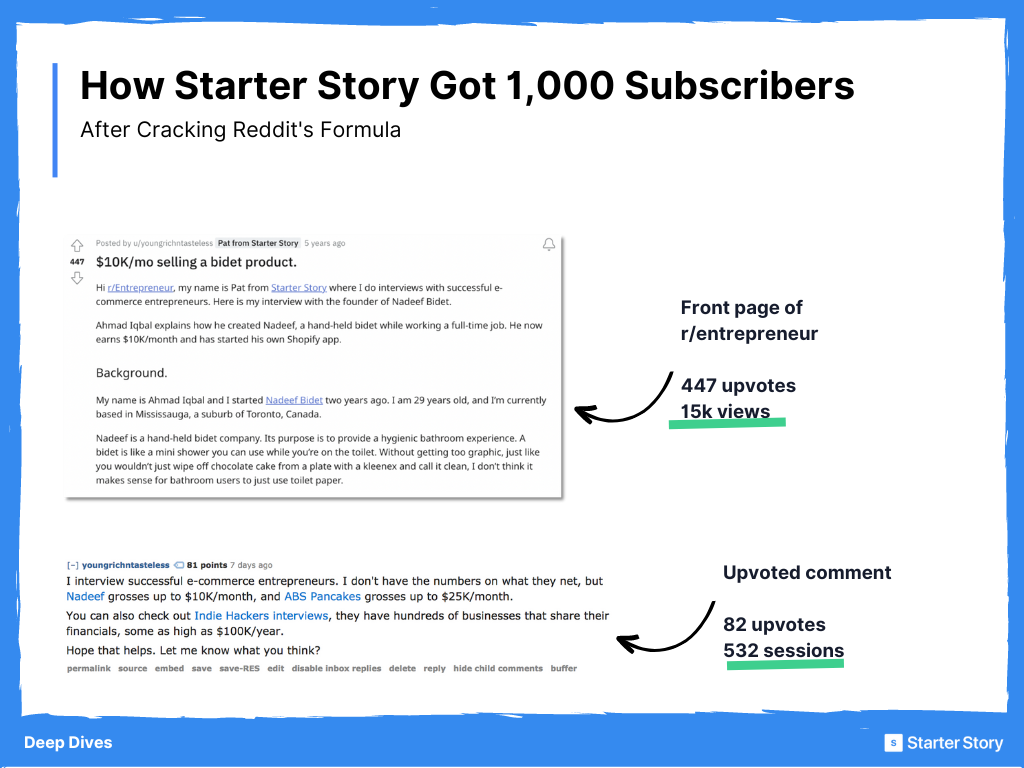 How Starter Story Got 1,000 Subscribers
After Cracking Reddit's Formula
Posted by u/youngrichntasteless Pat from Starter Story 5 years ago
447
$10K/mo selling a bidet product.
Hi r/Entrepreneur, my name is Pat from Starter Story where I do interviews with successful e-
commerce entrepreneurs. Here is my interview with the founder of Nadeef Bidet.
Ahmad Iqbal explains how he created Nadeef, a hand-held bidet while working a full-time job. He now
earns $10K/month and has started his own Shopify app.
Background.
My name is Ahmad Iqbal and I started Nadeef Bidet two years ago. I am 29 years old, and I'm currently
based in Mississauga, a suburb of Toronto, Canada.
Nadeef is a hand-held bidet company. Its purpose is to provide a hygienic bathroom experience. A
bidet is like a mini shower you can use while you're on the toilet. Without getting too graphic, just like
you wouldn't just wipe off chocolate cake from a plate with a kleenex and call it clean, I don't think it
makes sense for bathroom users to just use toilet paper.
Front page of
r/entrepreneur
447 upvotes
15k views
[–] youngrichntasteless 81 points 7 days ago
I interview successful e-commerce entrepreneurs. I don't have the numbers on what they net, but
Nadeef grosses up to $10K/month, and ABS Pancakes grosses up to $25K/month.
You can also check out Indie Hackers interviews, they have hundreds of businesses that share their
financials, some as high as $100K/year.
Hope that helps. Let me know what you think?
permalink source embed save save-RES edit disable inbox replies delete reply hide child comments buffer
Upvoted comment
82 upvotes
532 sessions
Deep Dives
S Starter Story